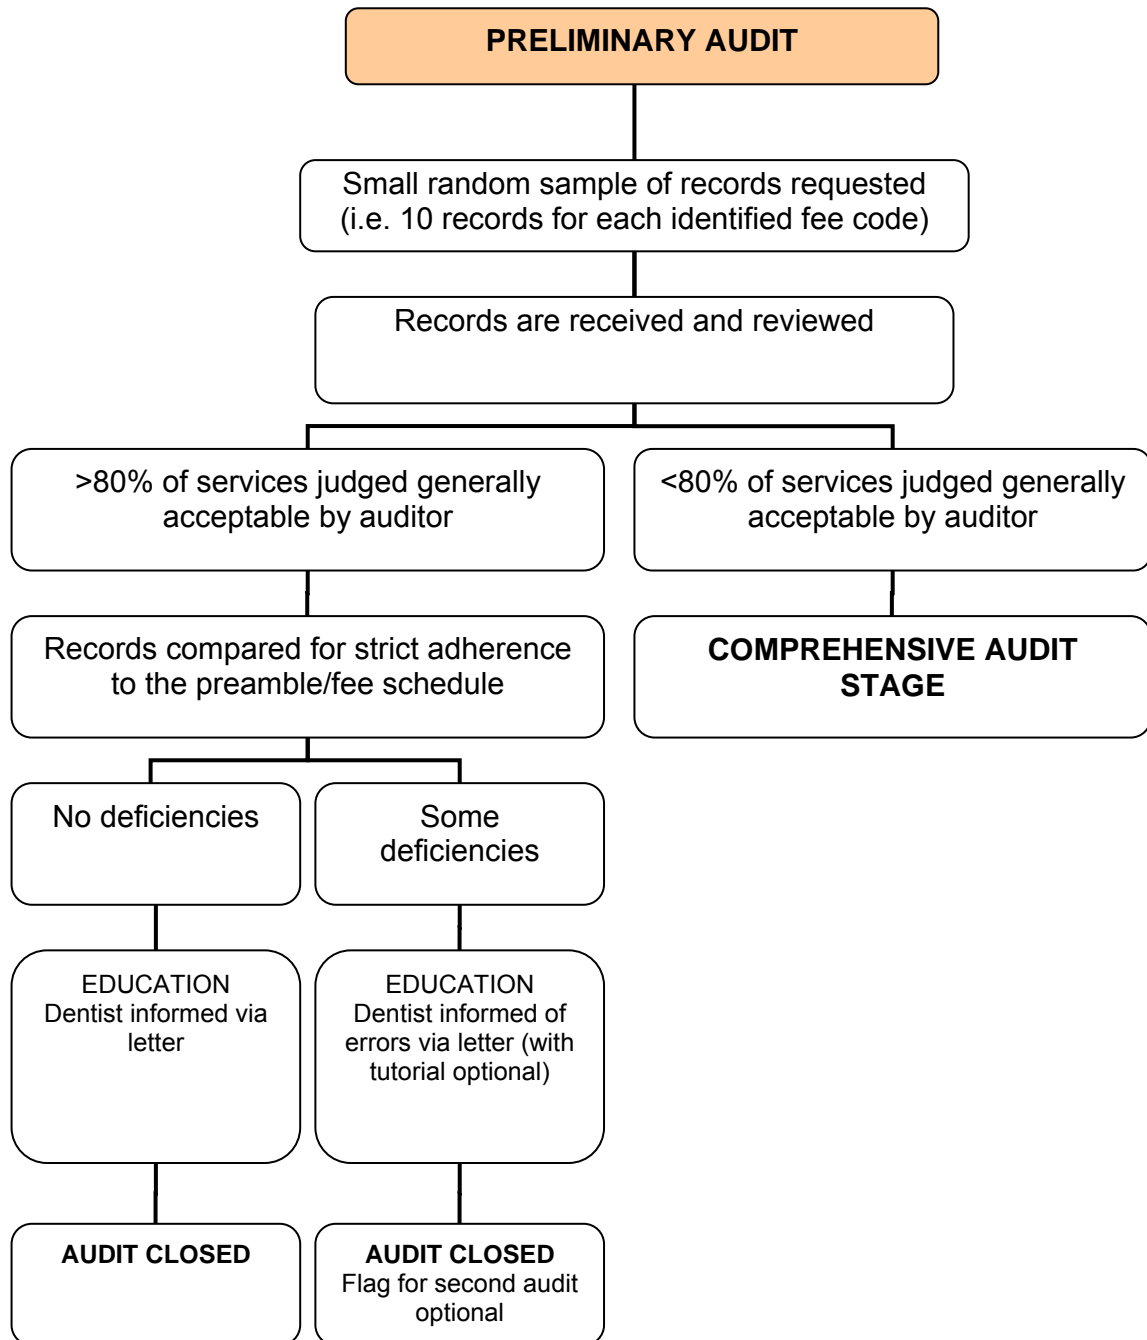 PRELIMINARY AUDIT
Small random sample of records requested
(i.e. 10 records for each identified fee code)
Records are received and reviewed
>80% of services judged generally
acceptable by auditor
<80% of services judged generally
acceptable by auditor
Records compared for strict adherence
to the preamble/fee schedule
COMPREHENSIVE AUDIT
STAGE
No deficiencies
Some
deficiencies
EDUCATION
Dentist informed via
letter
EDUCATION
Dentist informed of
errors via letter (with
tutorial optional)
AUDIT CLOSED
AUDIT CLOSED
Flag for second audit
optional